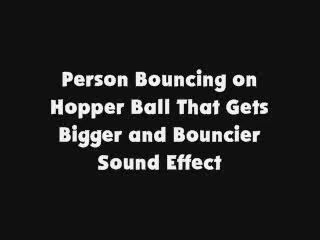 Person Bouncing on
Hopper Ball That Gets
Bigger and Bouncier
Sound Effect